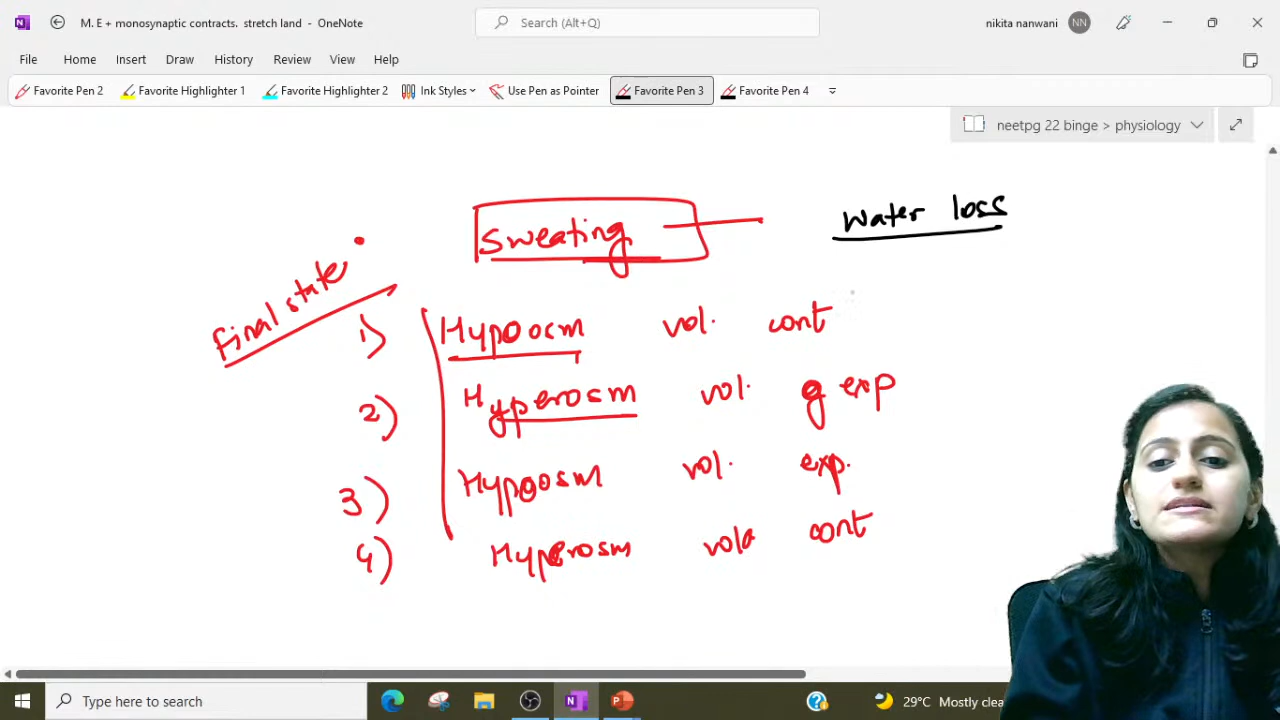 M. E + monosynaptic contracts. stretch land - OneNote
Search (Alt+Q)
nikita nanwani NN
File Home Insert Draw History Review View Help
Favorite Pen 2 Favorite Highlighter 1 Favorite Highlighter 2 Ink Styles Use Pen as Pointer Favorite Pen 3 Favorite Pen 4
neetpg 22 binge > physiology
Water loss
Sweating
Final state
1) Hypoosm vol. cont
2) Hyperosm vol. exp
3) Hypoosm vol. exp.
4) Hyperosm vol cont
Type here to search
29°C Mostly clea